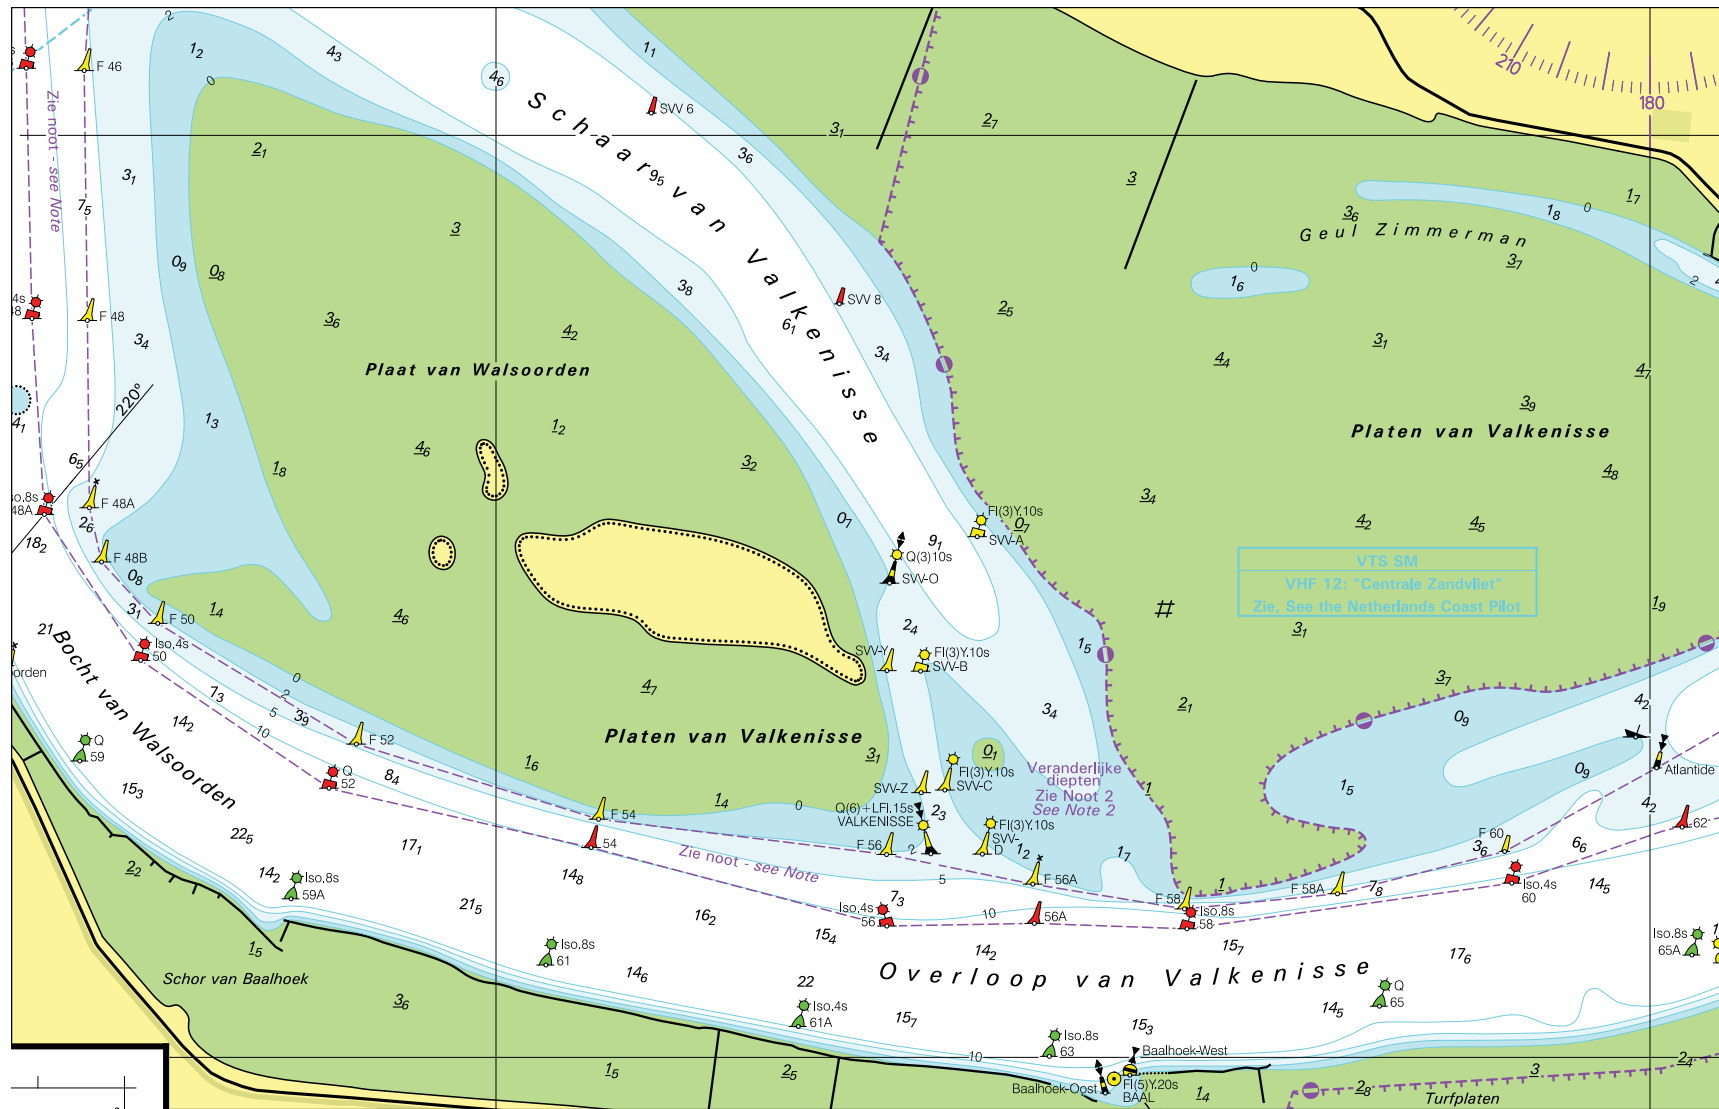 Schaar van Valkenisse
Geul Zimmerman
Plaat van Walsoorden
Platen van Valkenisse
VTS SM
VHF 12: "Centrale Zandvliet"
Zie, See the Netherlands Coast Pilot
Platen van Valkenisse
Bocht van Walsoorden
Overloop van Valkenisse
Schor van Baalhoek
Turfplaten
Zie noot - see Note
Zie noot - see Note
Veranderlijke
diepten
Zie Noot 2
See Note 2
210
180
220°
F 46
F 48
F 48A
F 48B
F 50
F 52
F 54
F 56
F 56A
F 58
F 58A
F 60
SVV 6
SVV 8
Fl(3)Y.10s
SVV-A
Q(3)10s
SVV-O
SVV-Y
Fl(3)Y.10s
SVV-B
SVV-Z
Fl(3)Y.10s
SVV-C
Q(6)+LFl.15s
VALKENISSE
Fl(3)Y.10s
SVV-
D
4s
48
so.8s
48A
Iso.4s
50
Q
52
54
Iso.4s
56
56A
Iso.8s
58
Iso.4s
60
62
Atlantide
orden
Q
59
Iso.8s
59A
Iso.8s
61
Iso.4s
61A
Iso.8s
63
Q
65
Iso.8s
65A
Baalhoek-West
Baalhoek-Oost
Fl(5)Y.20s
BAAL